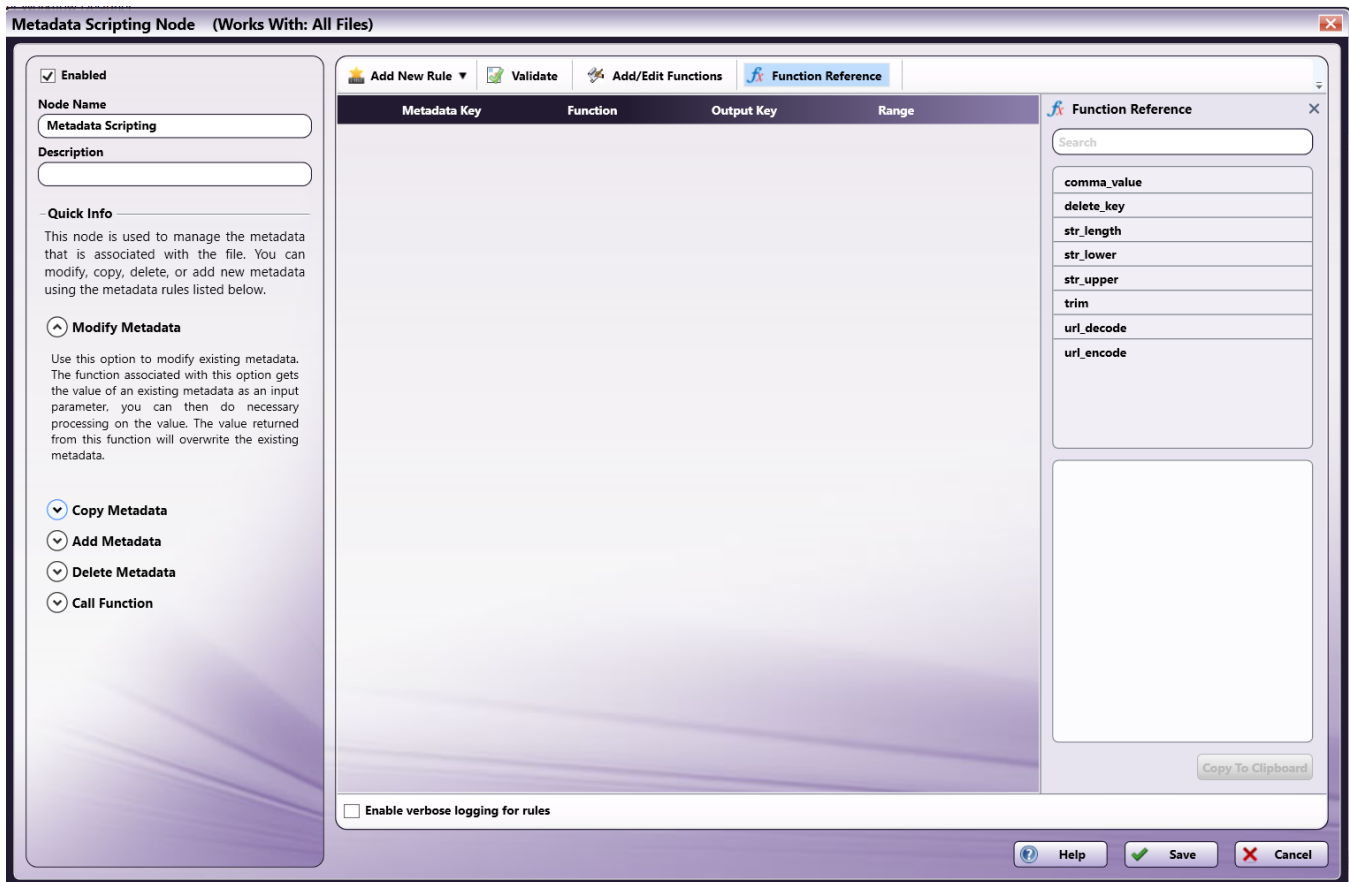 Metadata Scripting Node (Works With: All Files)
Enabled
Node Name
Metadata Scripting
Description
Quick Info
This node is used to manage the metadata
that is associated with the file. You can
modify, copy, delete, or add new metadata
using the metadata rules listed below.
Modify Metadata
Use this option to modify existing metadata.
The function associated with this option gets
the value of an existing metadata as an input
parameter, you can then do necessary
processing on the value. The value returned
from this function will overwrite the existing
metadata.
Copy Metadata
Add Metadata
Delete Metadata
Call Function
Add New Rule
Validate
Add/Edit Functions
fx Function Reference
Metadata Key Function Output Key Range
Enable verbose logging for rules
fx Function Reference
Search
comma_value
delete_key
str_length
str_lower
str_upper
trim
url_decode
url_encode
Copy To Clipboard
Help
Save
Cancel